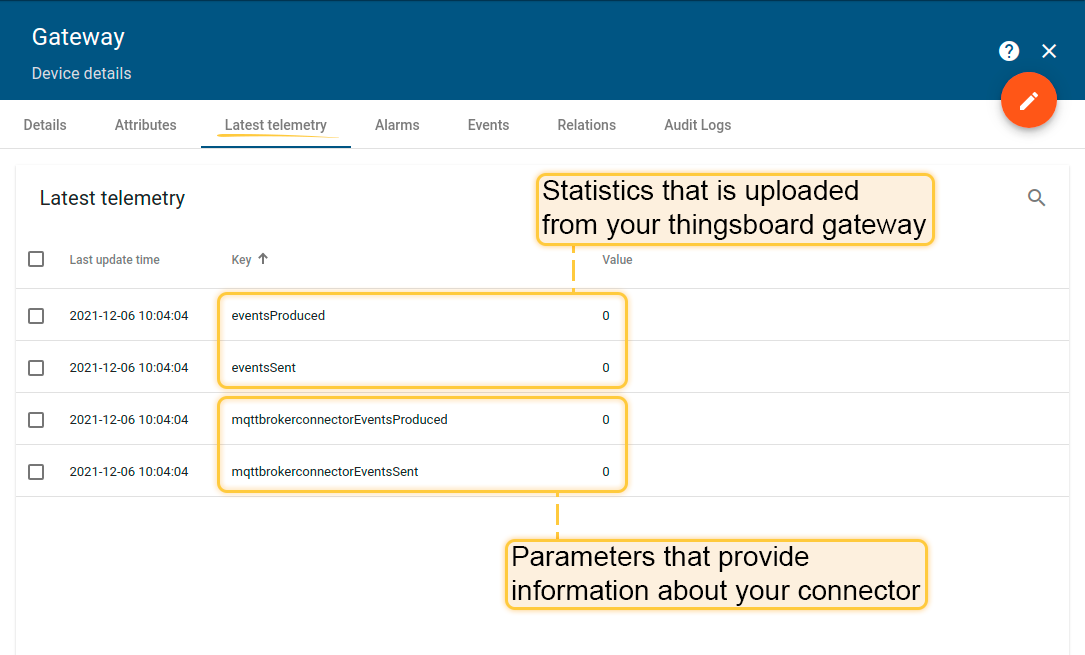 Gateway
Device details
?
Details Attributes Latest telemetry Alarms Events Relations Audit Logs
Latest telemetry
Statistics that is uploaded
from your thingsboard gateway
Last update time Key Value
2021-12-06 10:04:04 eventsProduced 0
2021-12-06 10:04:04 eventsSent 0
2021-12-06 10:04:04 mqttbrokerconnectorEventsProduced 0
2021-12-06 10:04:04 mqttbrokerconnectorEventsSent 0
Parameters that provide
information about your connector